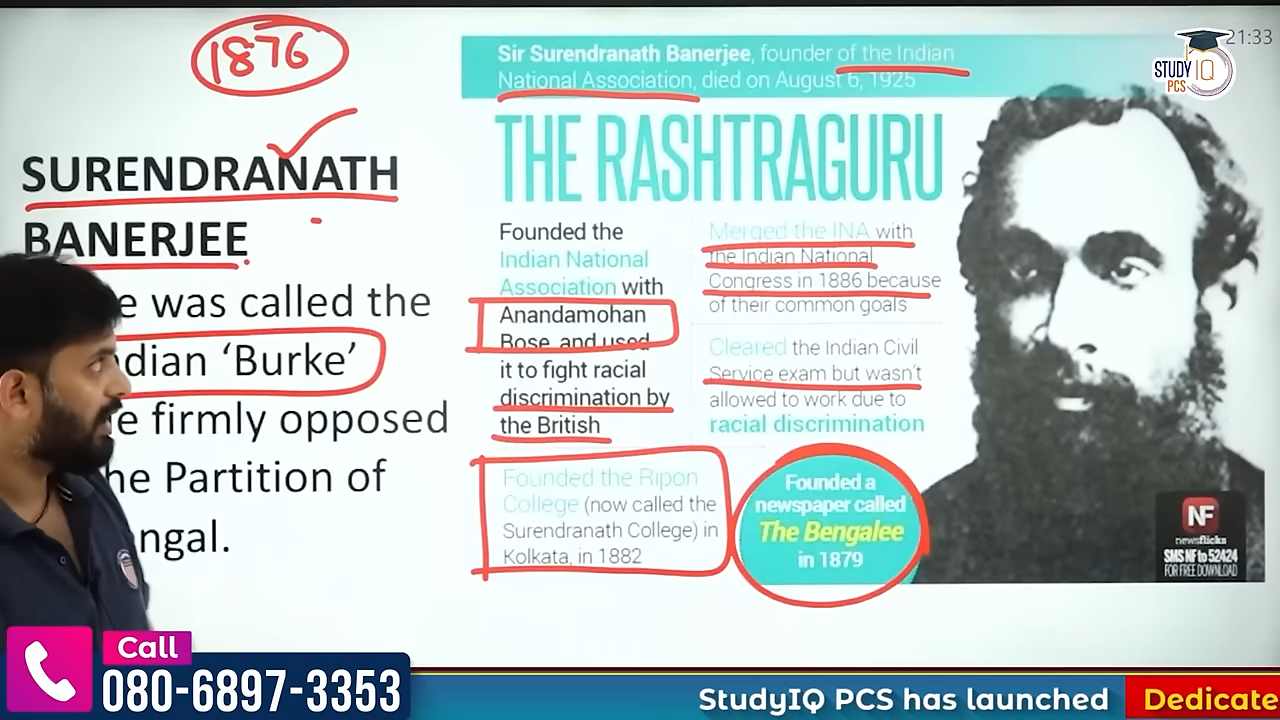 1876
21:33
STUDY IQ
PCS
SURENDRANATH
BANERJEE
was called the
'Burke'
firmly opposed
Partition of
Sir Surendranath Banerjee, founder of the Indian
National Association, died on August 6, 1925
THE RASHTRAGURU
Founded the
Indian National
Association with
Anandamohan
Bose, and used
it to fight racial
discrimination by
the British
Merged the INA with
the Indian National
Congress in 1886 because
of their common goals
Cleared the Indian Civil
Service exam but wasn't
allowed to work due to
racial discrimination
Founded the Ripon
College (now called the
Surendranath College) in
Kolkata, in 1882
Founded a
newspaper called
The Bengalee
in 1879
NF
newsflicks
SMS NF to 52424
FOR FREE DOWNLOAD
Call
080-6897-3353
StudyIQ PCS has launched Dedicate